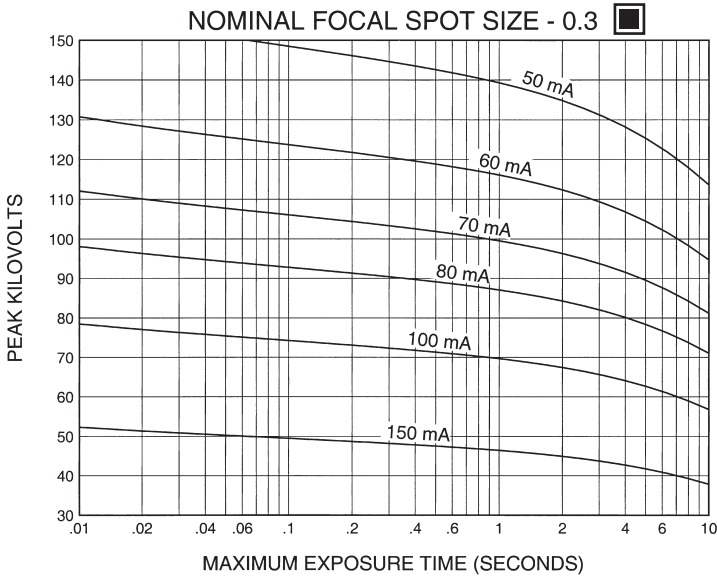 NOMINAL FOCAL SPOT SIZE - 0.3
150
140
130
120
110
100
90
80
70
60
50
40
30
PEAK KILOVOLTS
50 mA
60 mA
70 mA
80 mA
100 mA
150 mA
.01 .02 .04 .06 .1 .2 .4 .6 1 2 4 6 10
MAXIMUM EXPOSURE TIME (SECONDS)